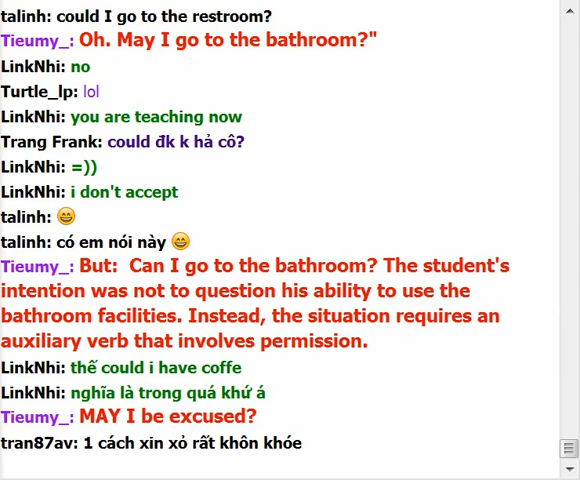 talinh: could I go to the restroom?
Tieumy_: Oh. May I go to the bathroom?"
LinkNhi: no
Turtle_lp: lol
LinkNhi: you are teaching now
Trang Frank: could đk k hả cô?
LinkNhi: =))
LinkNhi: i don't accept
talinh: 😄
talinh: có em nói này 😄
Tieumy_: But:  Can I go to the bathroom? The student's
intention was not to question his ability to use the
bathroom facilities. Instead, the situation requires an
auxiliary verb that involves permission.
LinkNhi: thế could i have coffe
LinkNhi: nghĩa là trong quá khứ á
Tieumy_: MAY I be excused?
tran87av: 1 cách xin xỏ rất khôn khóe